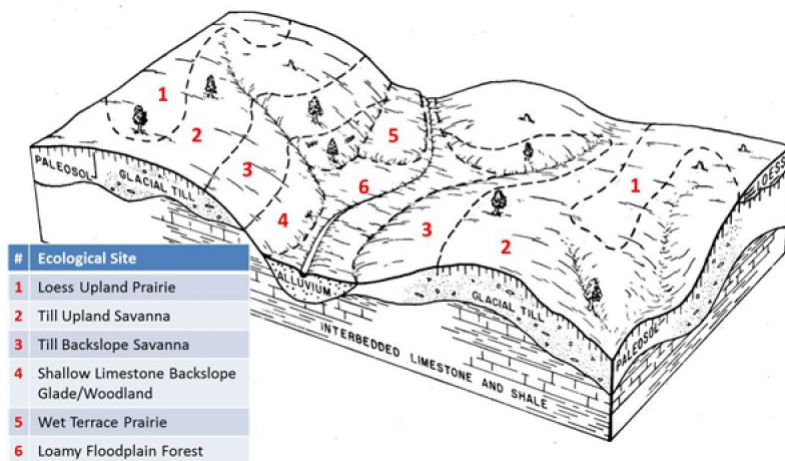 1
2
3
4
5
6
3
2
1
PALEOSOL
GLACIAL TILL
ALLUVIUM
GLACIAL TILL
PALEOSOL
LOESS
INTERBEDDED LIMESTONE AND SHALE
# Ecological Site
1 Loess Upland Prairie
2 Till Upland Savanna
3 Till Backslope Savanna
4 Shallow Limestone Backslope
Glade/Woodland
5 Wet Terrace Prairie
6 Loamy Floodplain Forest